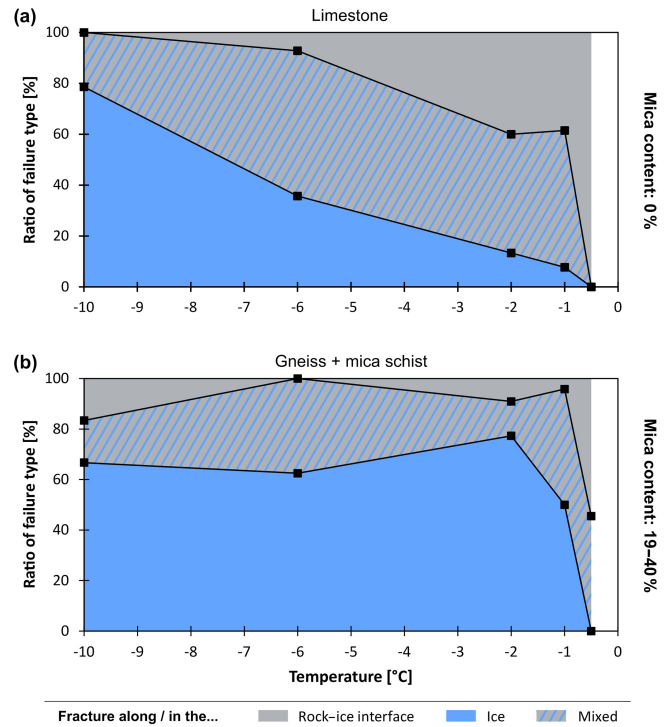 (a)
Limestone
100
80
60
40
20
0
Ratio of failure type [%]
-10 -9 -8 -7 -6 -5 -4 -3 -2 -1 0
Mica content: 0 %
(b)
Gneiss + mica schist
100
80
60
40
20
0
Ratio of failure type [%]
-10 -9 -8 -7 -6 -5 -4 -3 -2 -1 0
Mica content: 19–40 %
Temperature [°C]
Fracture along / in the... Rock–ice interface Ice Mixed